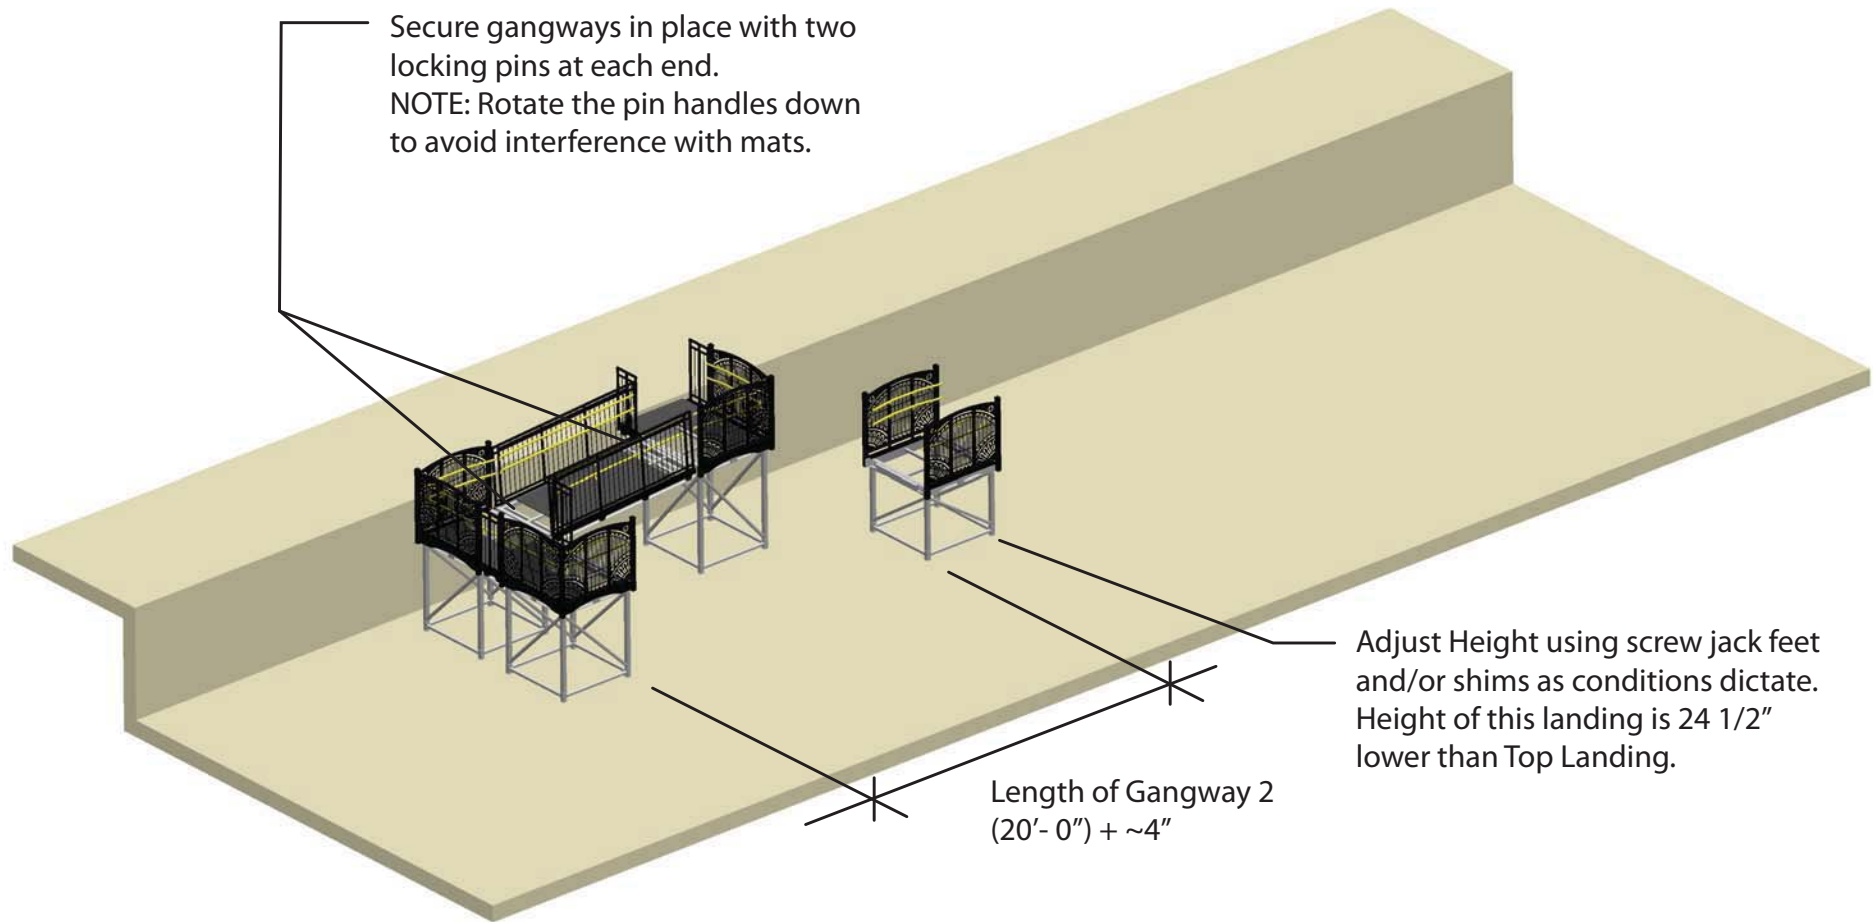 Secure gangways in place with two
locking pins at each end.
NOTE: Rotate the pin handles down
to avoid interference with mats.
Adjust Height using screw jack feet
and/or shims as conditions dictate.
Height of this landing is 24 1/2”
lower than Top Landing.
Length of Gangway 2
(20’- 0”) + ~4”